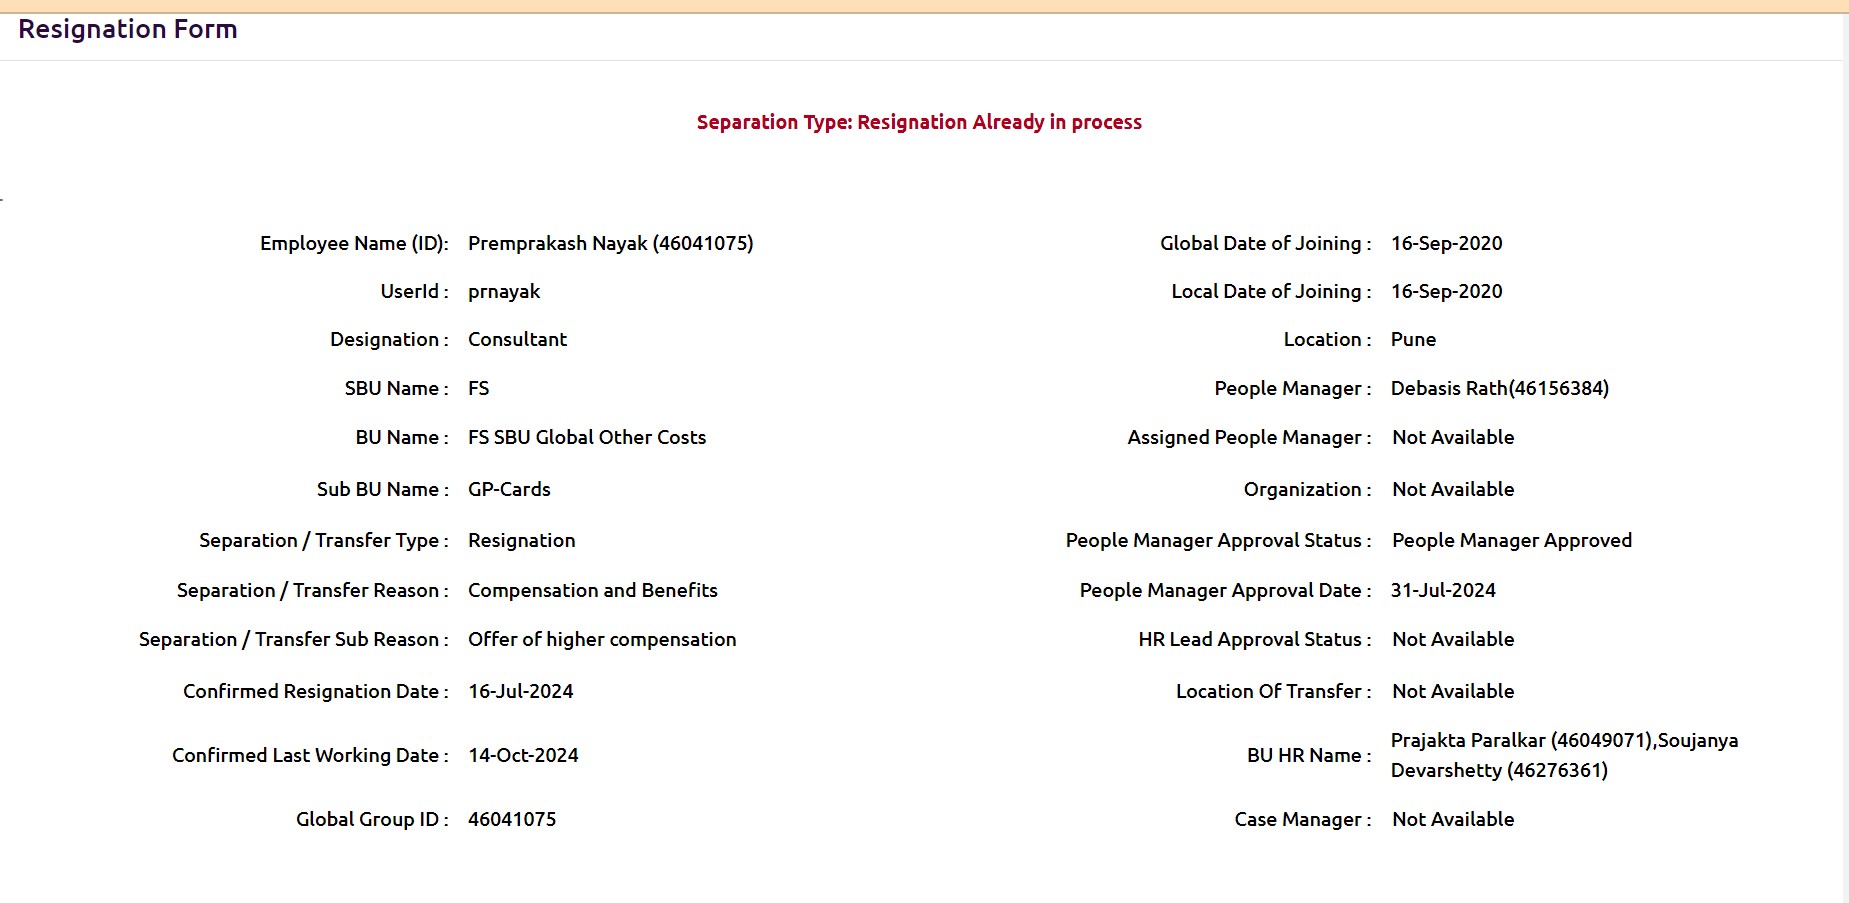 Resignation Form
Separation Type: Resignation Already in process
Employee Name (ID): Premprakash Nayak (46041075)
Global Date of Joining : 16-Sep-2020
UserId : prnayak
Local Date of Joining : 16-Sep-2020
Designation : Consultant
Location : Pune
SBU Name : FS
People Manager : Debasis Rath(46156384)
BU Name : FS SBU Global Other Costs
Assigned People Manager : Not Available
Sub BU Name : GP-Cards
Organization : Not Available
Separation / Transfer Type : Resignation
People Manager Approval Status : People Manager Approved
Separation / Transfer Reason : Compensation and Benefits
People Manager Approval Date : 31-Jul-2024
Separation / Transfer Sub Reason : Offer of higher compensation
HR Lead Approval Status : Not Available
Confirmed Resignation Date : 16-Jul-2024
Location Of Transfer : Not Available
Confirmed Last Working Date : 14-Oct-2024
BU HR Name : Prajakta Paralkar (46049071),Soujanya
Devarshetty (46276361)
Global Group ID : 46041075
Case Manager : Not Available